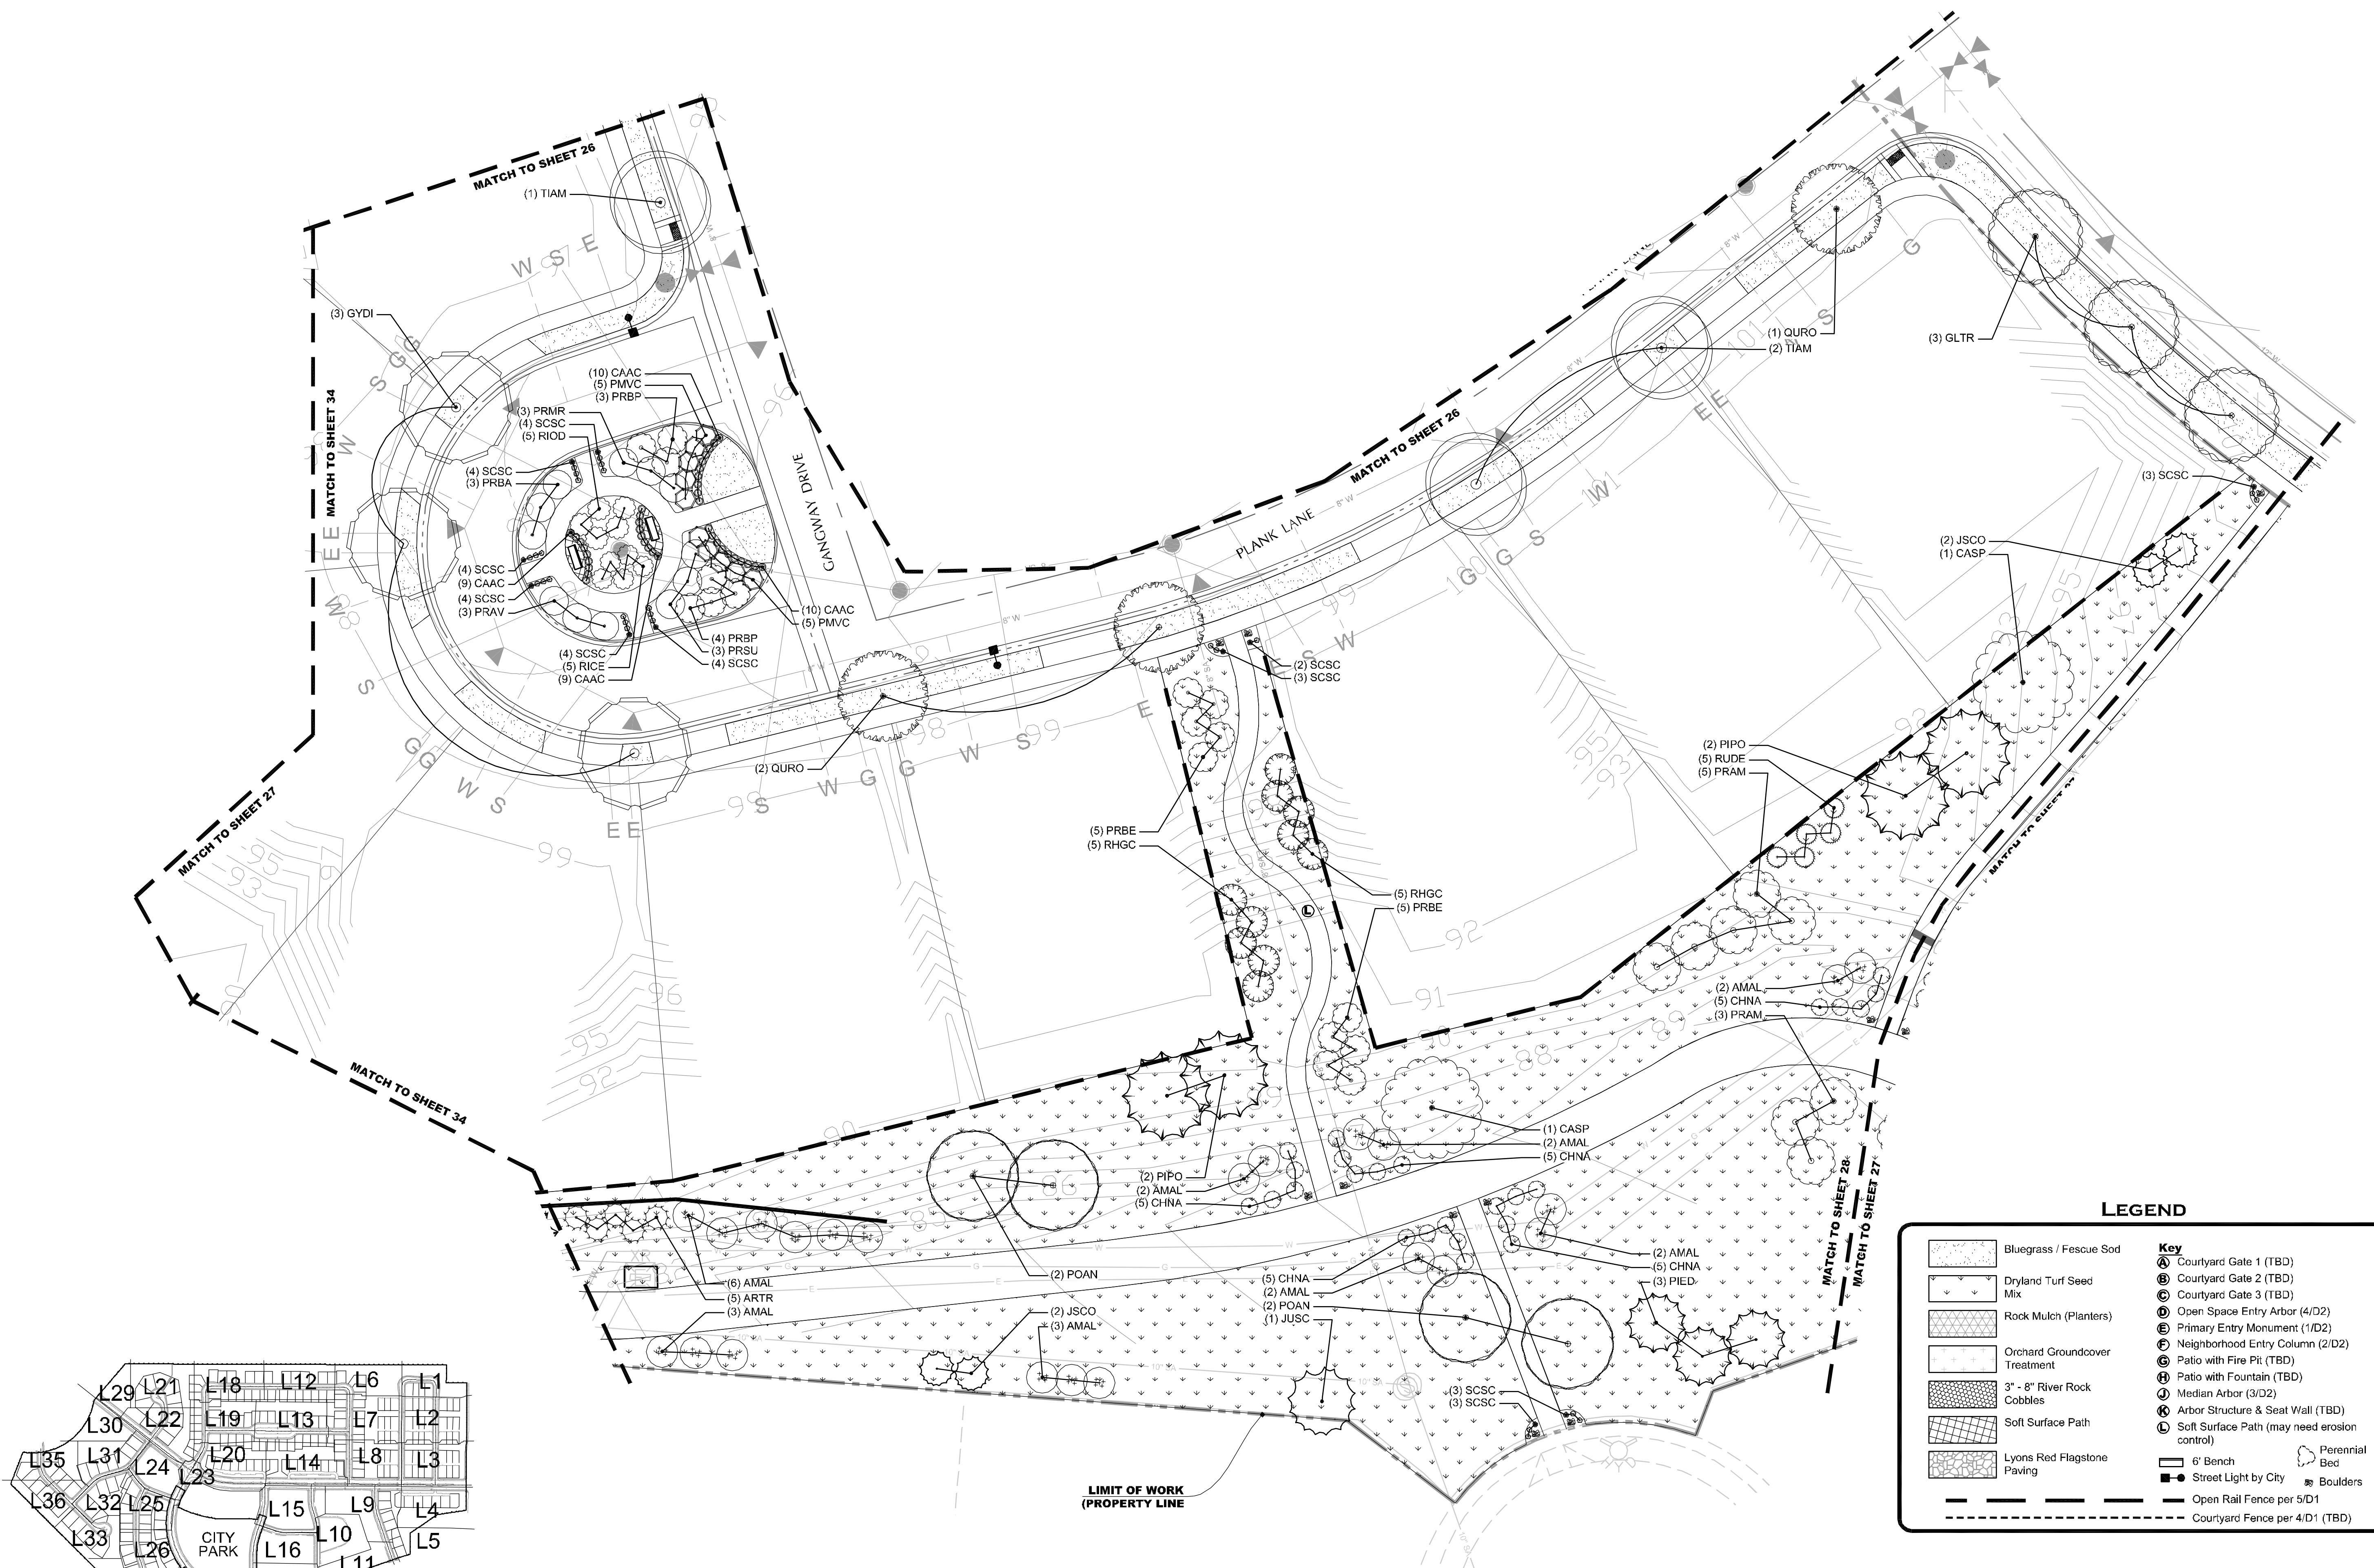 MATCH TO SHEET 26
(1) TIAM
(3) GYDI
MATCH TO SHEET 34
(10) CAAC
(5) PMVC
(3) PRBP
(3) PRMR
(4) SCSC
(5) RIOD
(4) SCSC
(3) PRBA
(4) SCSC
(9) CAAC
(4) SCSC
(3) PRAV
(4) SCSC
(5) RICE
(9) CAAC
(10) CAAC
(5) PMVC
(4) PRBP
(3) PRSU
(4) SCSC
GANGWAY DRIVE
PLANK LANE
MATCH TO SHEET 26
(1) QURO
(2) TIAM
(3) GLTR
(3) SCSC
(2) JSCO
(1) CASP
(2) SCSC
(3) SCSC
(2) QURO
MATCH TO SHEET 27
(2) PIPO
(5) RUDE
(5) PRAM
(5) PRBE
(5) RHGC
(5) RHGC
(5) PRBE
L
(2) AMAL
(5) CHNA
(3) PRAM
MATCH TO SHEET 34
(1) CASP
(2) AMAL
(5) CHNA
(2) PIPO
(2) AMAL
(5) CHNA
(2) POAN
(6) AMAL
(5) ARTR
(3) AMAL
(2) JSCO
(3) AMAL
(5) CHNA
(2) AMAL
(2) POAN
(1) JUSC
(2) AMAL
(5) CHNA
(3) PIED
(3) SCSC
(3) SCSC
MATCH TO SHEET 28
MATCH TO SHEET 27
LIMIT OF WORK
(PROPERTY LINE
LEGEND
Bluegrass / Fescue Sod
Dryland Turf Seed
Mix
Rock Mulch (Planters)
Orchard Groundcover
Treatment
3" - 8" River Rock
Cobbles
Soft Surface Path
Lyons Red Flagstone
Paving
Key
A Courtyard Gate 1 (TBD)
B Courtyard Gate 2 (TBD)
C Courtyard Gate 3 (TBD)
D Open Space Entry Arbor (4/D2)
E Primary Entry Monument (1/D2)
F Neighborhood Entry Column (2/D2)
G Patio with Fire Pit (TBD)
H Patio with Fountain (TBD)
J Median Arbor (3/D2)
K Arbor Structure & Seat Wall (TBD)
L Soft Surface Path (may need erosion
control)
6' Bench
Perennial
Bed
Street Light by City
Boulders
Open Rail Fence per 5/D1
Courtyard Fence per 4/D1 (TBD)
L29 L21 L18 L12 L6 L1
L30 L22 L19 L13 L7 L2
L35 L31 L24 L23 L20 L14 L8 L3
L36 L32 L25 L15 L9 L4
L33 L26 CITY
PARK L16 L10 L5
L11